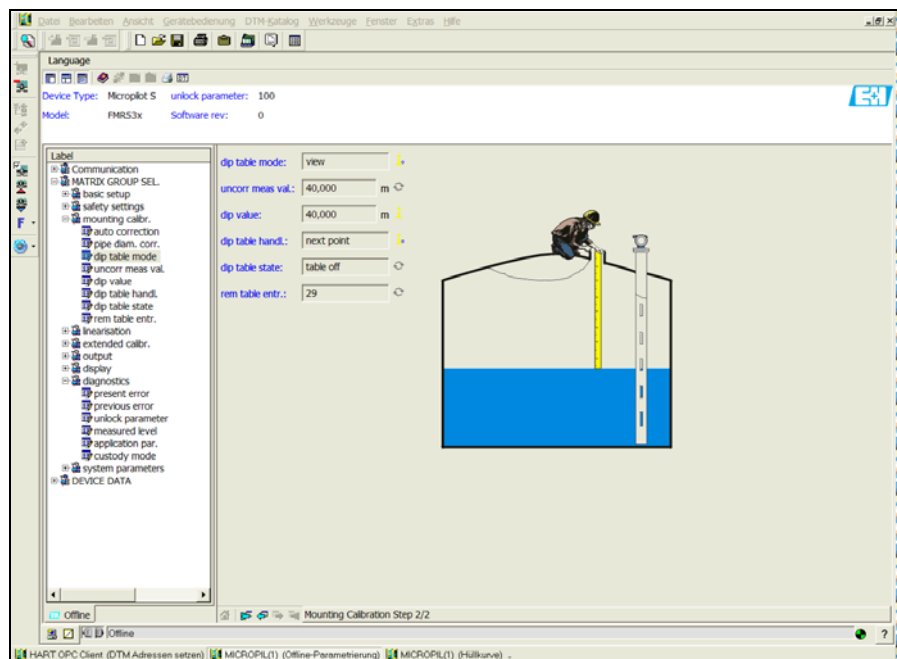 Datei Bearbeiten Ansicht Gerätebedienung DTM-Katalog Werkzeuge Fenster Extras Hilfe
Language
Device Type: Micropilot S unlock parameter: 100
Model: FMR53x Software rev: 0
E+H
Label
Communication
MATRIX GROUP SEL.
basic setup
safety settings
mounting calibr.
auto correction
pipe diam. corr.
dip table mode
uncorr meas val.
dip value
dip table handl.
dip table state
rem table entr.
linearisation
extended calibr.
output
display
diagnostics
present error
previous error
unlock parameter
measured level
application par.
custody mode
system parameters
DEVICE DATA
dip table mode: view
uncorr meas val.: 40,000 m
dip value: 40,000 m
dip table handl.: next point
dip table state: table off
rem table entr.: 29
F
Offline
Mounting Calibration Step 2/2
Offline
?
HART OPC Client (DTM Adressen setzen) MICROPIL(1) (Offline-Parametrierung) MICROPIL(1) (Hüllkurve)